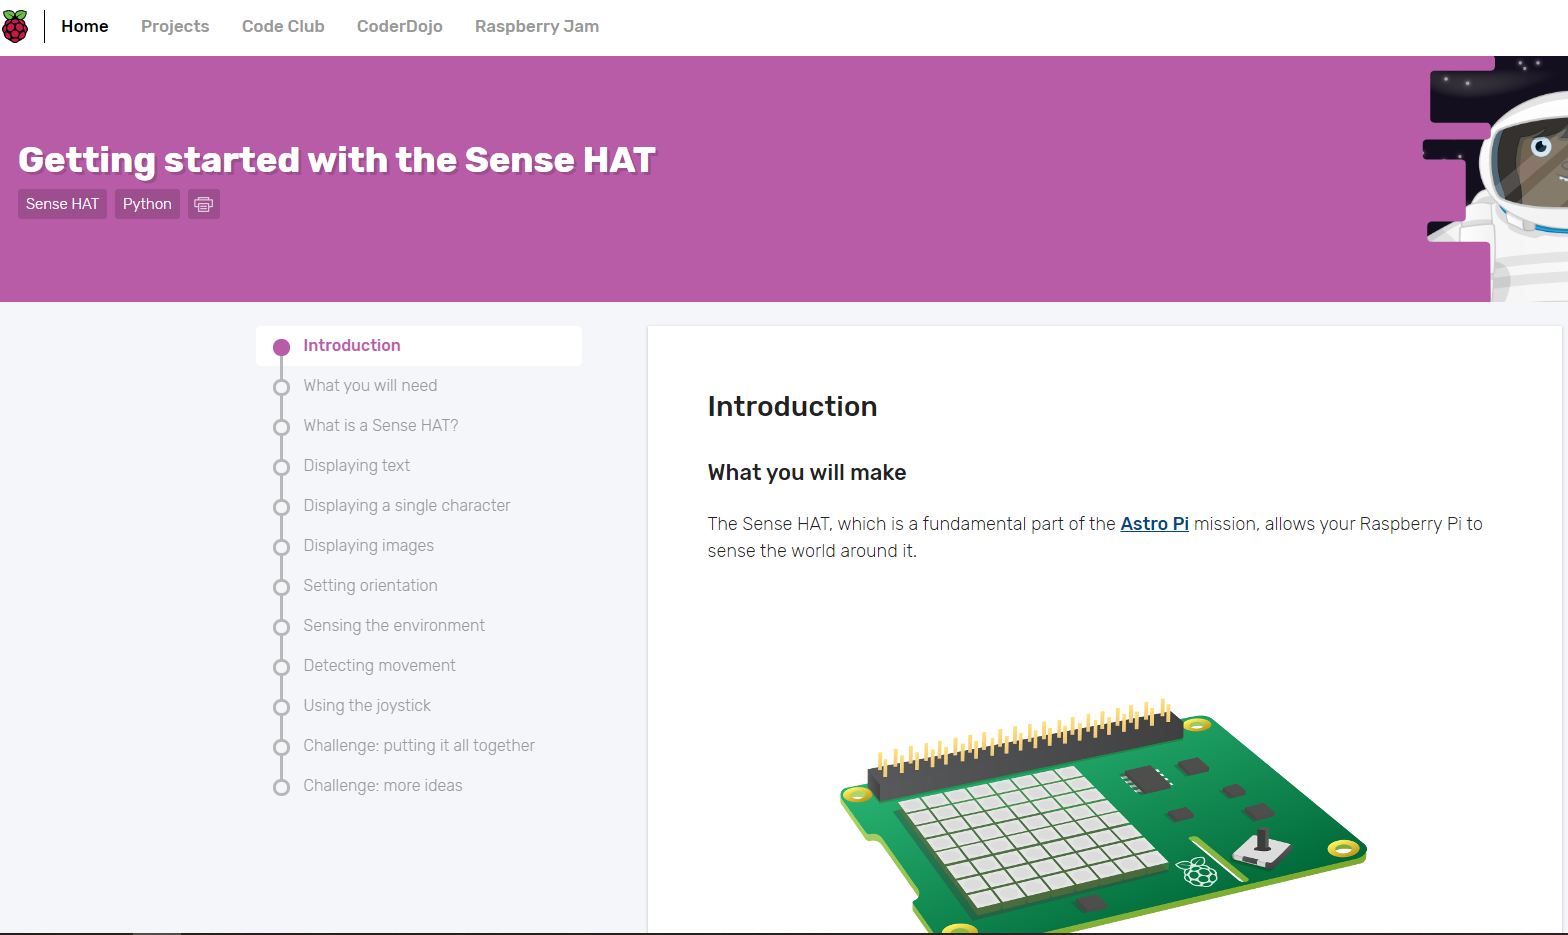 Home Projects Code Club CoderDojo Raspberry Jam
Getting started with the Sense HAT
Sense HAT Python
Introduction
What you will need
What is a Sense HAT?
Displaying text
Displaying a single character
Displaying images
Setting orientation
Sensing the environment
Detecting movement
Using the joystick
Challenge: putting it all together
Challenge: more ideas
Introduction
What you will make
The Sense HAT, which is a fundamental part of the Astro Pi mission, allows your Raspberry Pi to
sense the world around it.